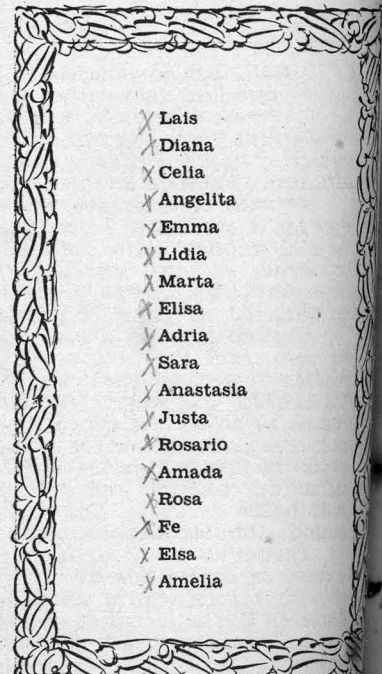 Lais
Diana
Celia
Angelita
Emma
Lidia
Marta
Elisa
Adria
Sara
Anastasia
Justa
Rosario
Amada
Rosa
Fe
Elsa
Amelia